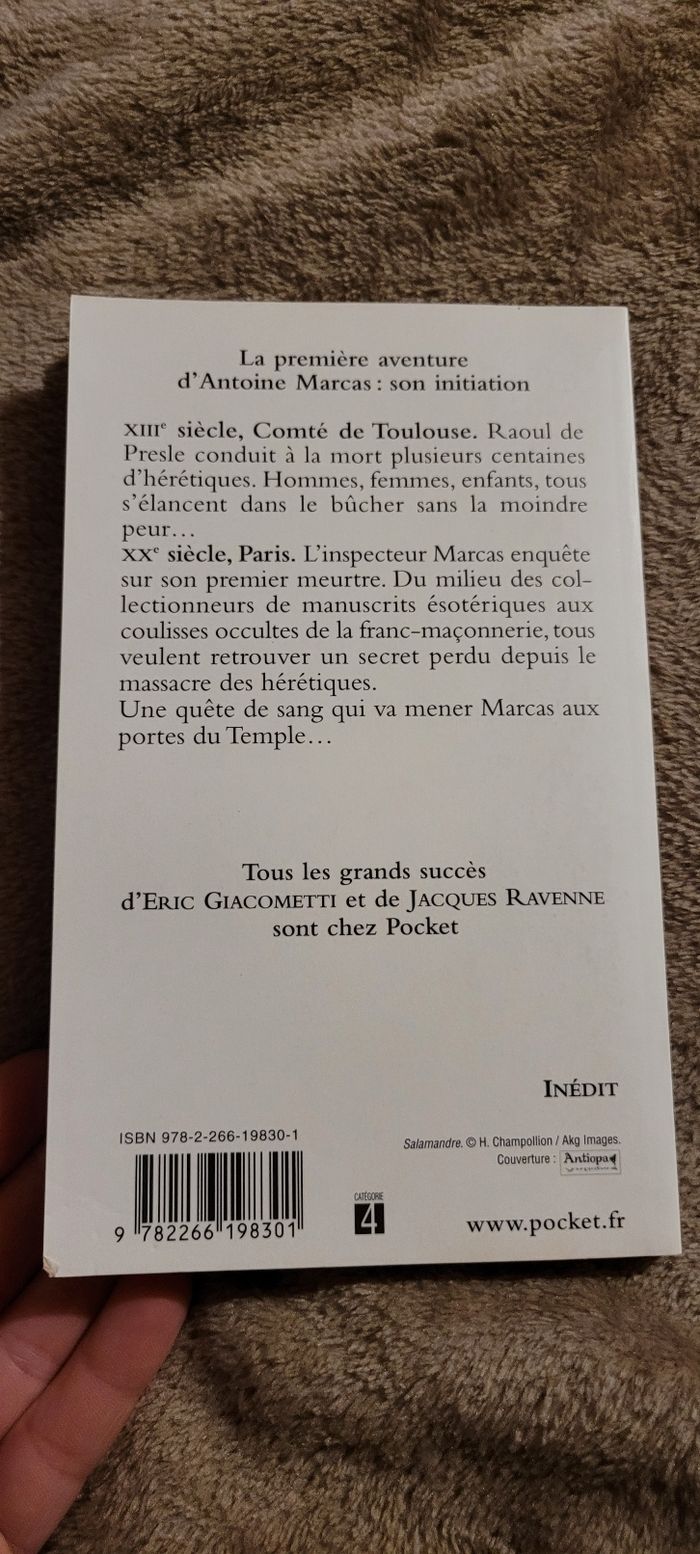 La première aventure
d'Antoine Marcas : son initiation
XIIIe siècle, Comté de Toulouse. Raoul de
Presle conduit à la mort plusieurs centaines
d'hérétiques. Hommes, femmes, enfants, tous
s'élancent dans le bûcher sans la moindre
peur…
XXe siècle, Paris. L'inspecteur Marcas enquête
sur son premier meurtre. Du milieu des col-
lectionneurs de manuscrits ésotériques aux
coulisses occultes de la franc-maçonnerie, tous
veulent retrouver un secret perdu depuis le
massacre des hérétiques.
Une quête de sang qui va mener Marcas aux
portes du Temple…
Tous les grands succès
d'ERIC GIACOMETTI et de JACQUES RAVENNE
sont chez Pocket
INÉDIT
ISBN 978-2-266-19830-1
Salamandre. © H. Champollion / Akg Images.
Couverture : Antiopa
CATÉGORIE
4
9 782266 198301
www.pocket.fr